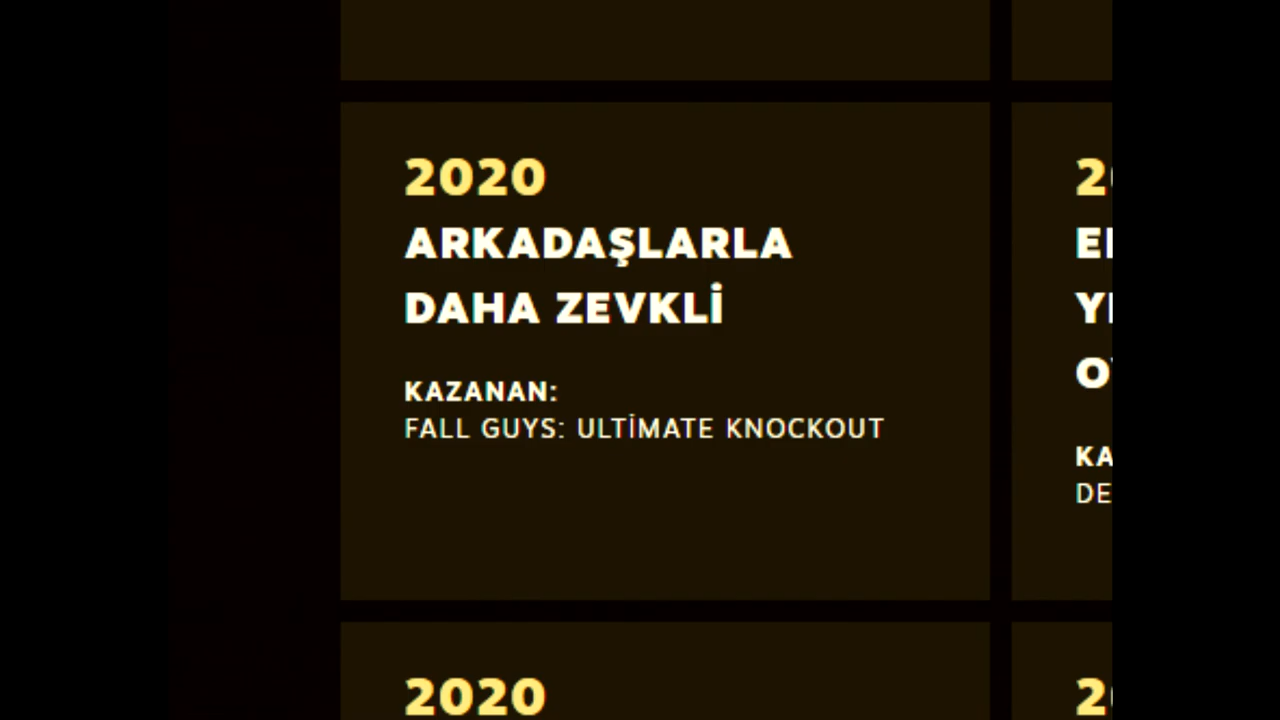 2020
ARKADAŞLARLA
DAHA ZEVKLİ
KAZANAN:
FALL GUYS: ULTİMATE KNOCKOUT
2020